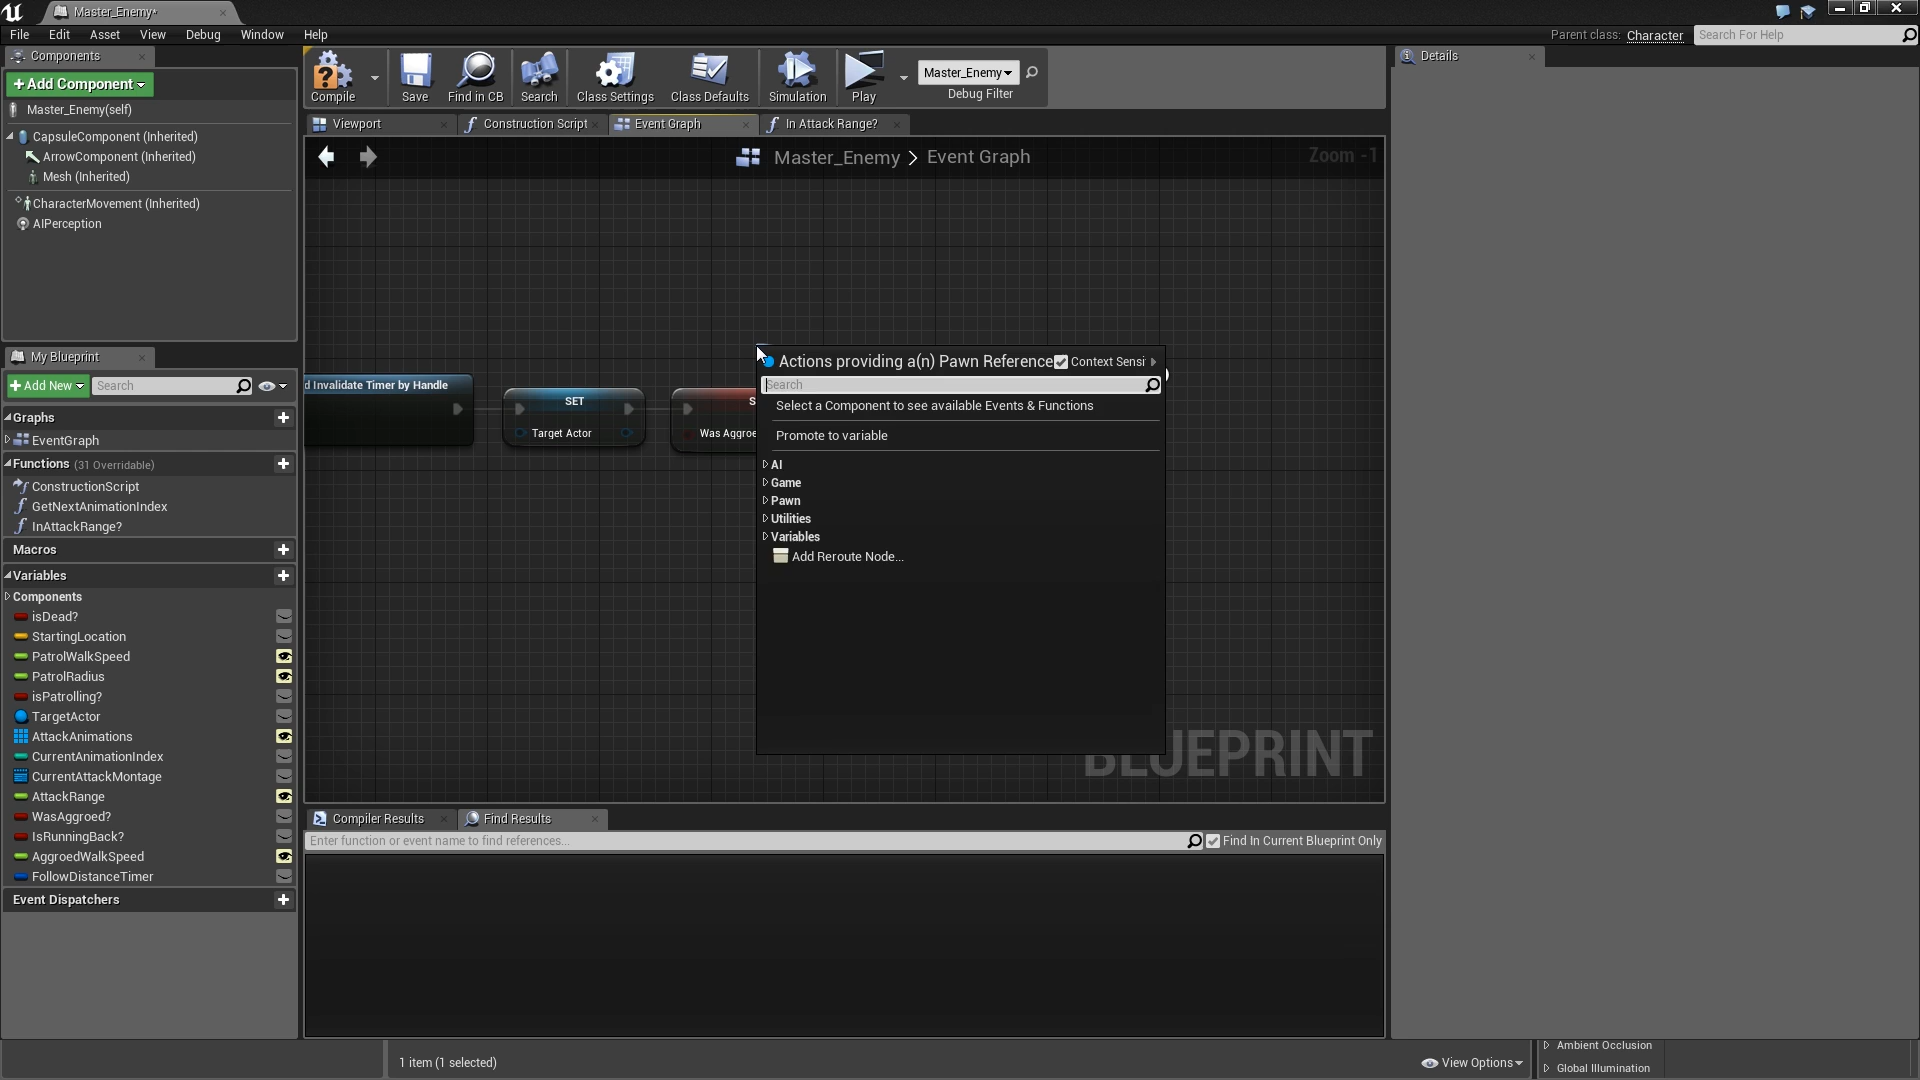 Master_Enemy*
File Edit Asset View Debug Window Help
Parent class: Character
Search For Help
Components
+Add Component
Master_Enemy(self)
CapsuleComponent (Inherited)
ArrowComponent (Inherited)
Mesh (Inherited)
CharacterMovement (Inherited)
AIPerception
Compile
Save
Find in CB
Search
Class Settings
Class Defaults
Simulation
Play
Master_Enemy
Debug Filter
Details
Viewport
Construction Script
Event Graph
In Attack Range?
Master_Enemy > Event Graph
Zoom -1
d Invalidate Timer by Handle
SET
Target Actor
S
Was Aggroe
Actions providing a(n) Pawn Reference
Context Sensi
Search
Select a Component to see available Events & Functions
Promote to variable
AI
Game
Pawn
Utilities
Variables
Add Reroute Node...
BLUEPRINT
My Blueprint
+Add New
Search
Graphs
EventGraph
Functions (31 Overridable)
ConstructionScript
GetNextAnimationIndex
InAttackRange?
Macros
Variables
Components
isDead?
StartingLocation
PatrolWalkSpeed
PatrolRadius
isPatrolling?
TargetActor
AttackAnimations
CurrentAnimationIndex
CurrentAttackMontage
AttackRange
WasAggroed?
IsRunningBack?
AggroedWalkSpeed
FollowDistanceTimer
Event Dispatchers
Compiler Results
Find Results
Enter function or event name to find references...
Find In Current Blueprint Only
1 item (1 selected)
View Options
Ambient Occlusion
Global Illumination